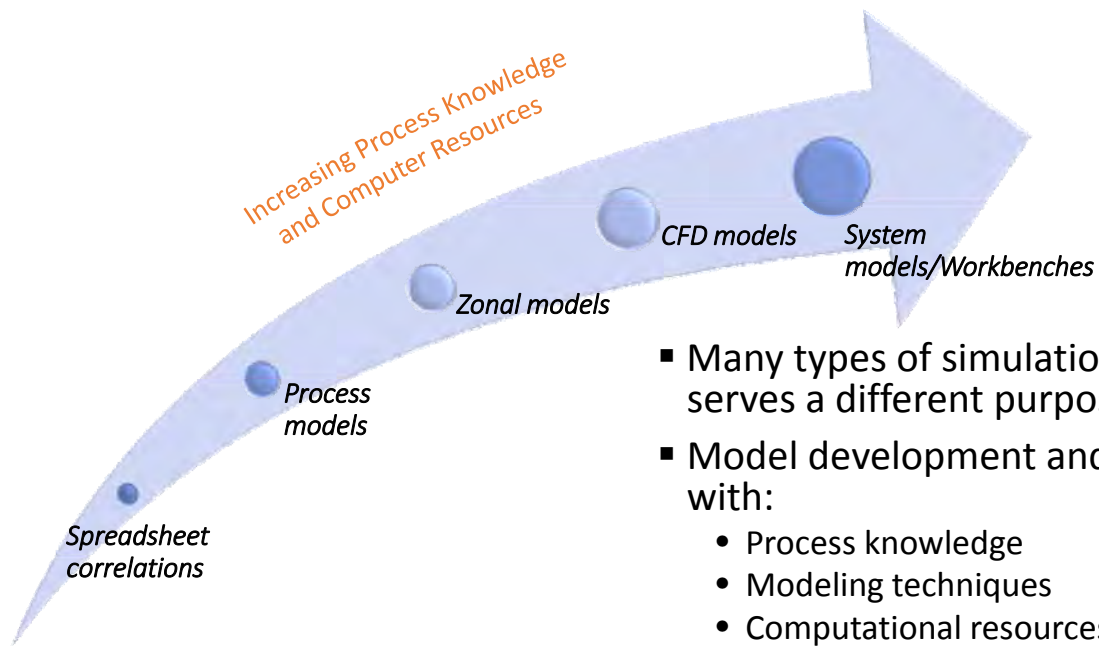 Increasing Process Knowledge
and Computer Resources
CFD models
System
models/Workbenches
Zonal models
Process
models
Spreadsheet
correlations
▪ Many types of simulatio
serves a different purpo
▪ Model development and
with:
• Process knowledge
• Modeling techniques
• Computational resources